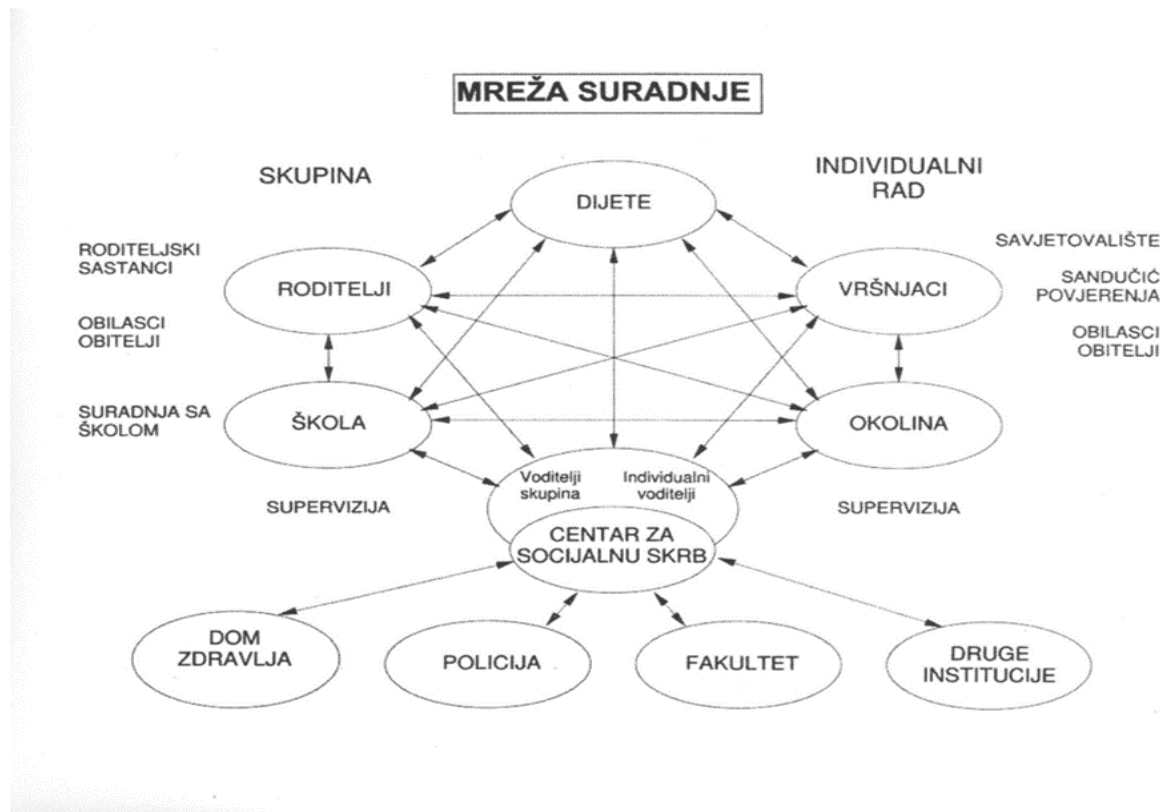 MREŽA SURADNJE
SKUPINA
INDIVIDUALNI
RAD
DIJETE
RODITELJSKI
SASTANCI
SAVJETOVALIŠTE
RODITELJI
VRŠNJACI
SANDUČIĆ
POVJERENJA
OBILASCI
OBITELJI
OBILASCI
OBITELJI
SURADNJA SA
ŠKOLOM
ŠKOLA
OKOLINA
Voditelji
skupina
Individualni
voditelji
SUPERVIZIJA
SUPERVIZIJA
CENTAR ZA
SOCIJALNU SKRB
DOM
ZDRAVLJA
POLICIJA
FAKULTET
DRUGE
INSTITUCIJE